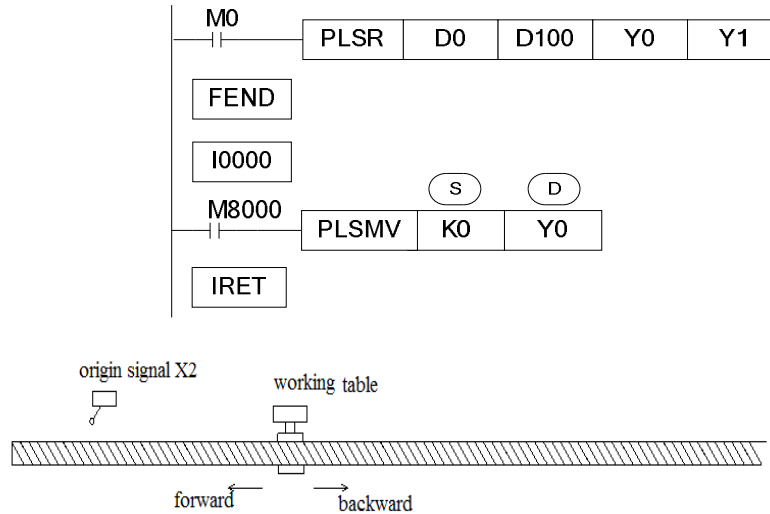 M0
PLSR D0 D100 Y0 Y1
FEND
I0000
S D
M8000
PLSMV K0 Y0
IRET
origin signal X2
working table
forward backward